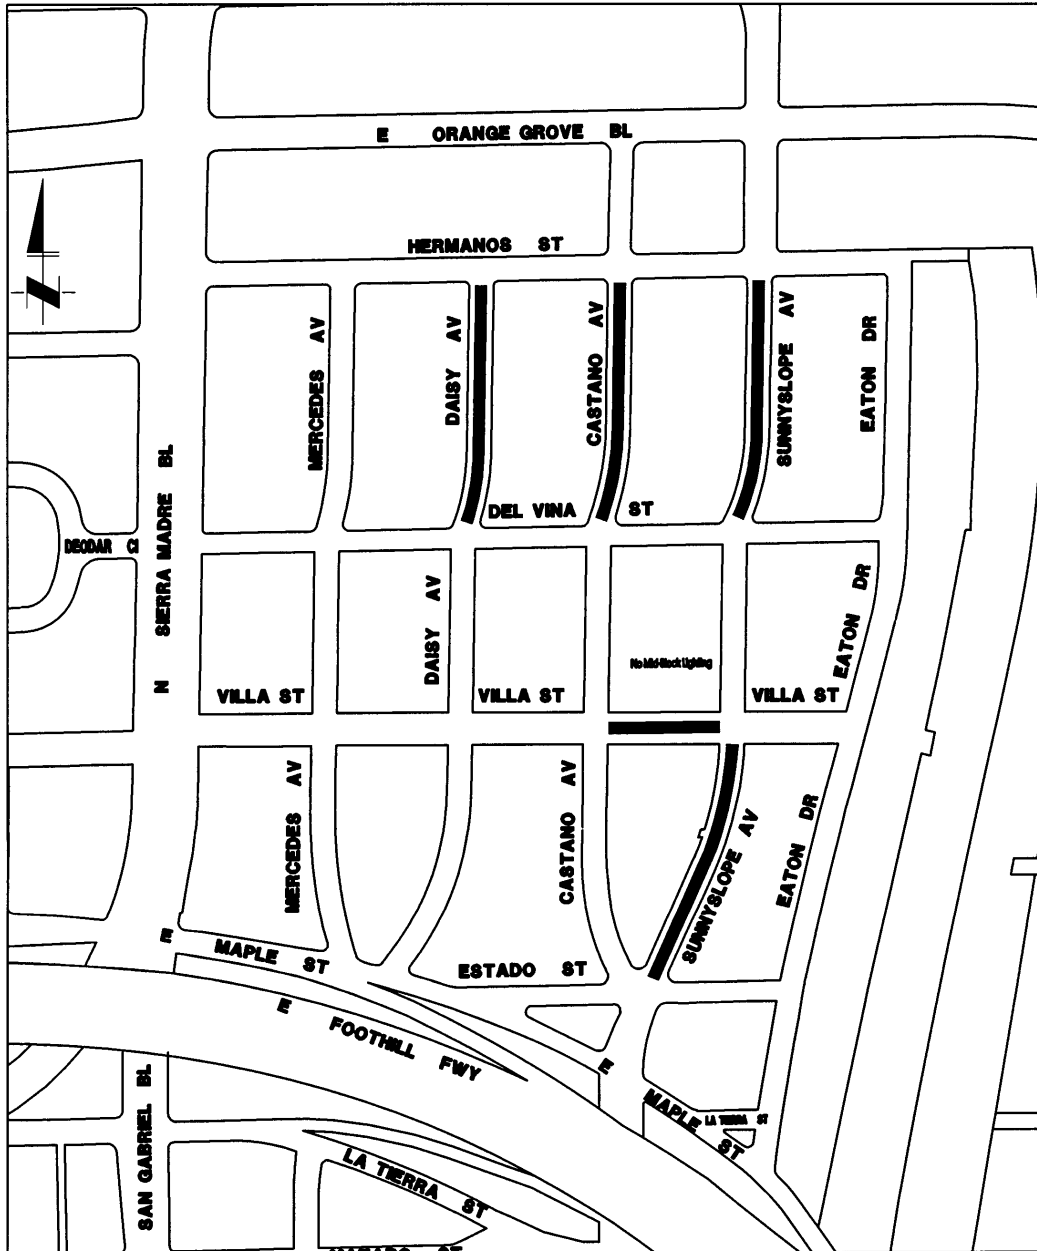 E ORANGE GROVE BL
HERMANOS ST
MERCEDES AV
DAISY AV
CASTANO AV
SUNNYSLOPE AV
EATON DR
N SIERRA MADRE BL
DEL VINA ST
DEODAR CI
DAISY AV
EATON DR
No Mid-Block Lighting
VILLA ST
VILLA ST
VILLA ST
MERCEDES AV
CASTANO AV
SUNNYSLOPE AV
EATON DR
E MAPLE ST
ESTADO ST
E FOOTHILL FWY
E MAPLE ST
LA TIERRA ST
SAN GABRIEL BL
LA TIERRA ST
ST